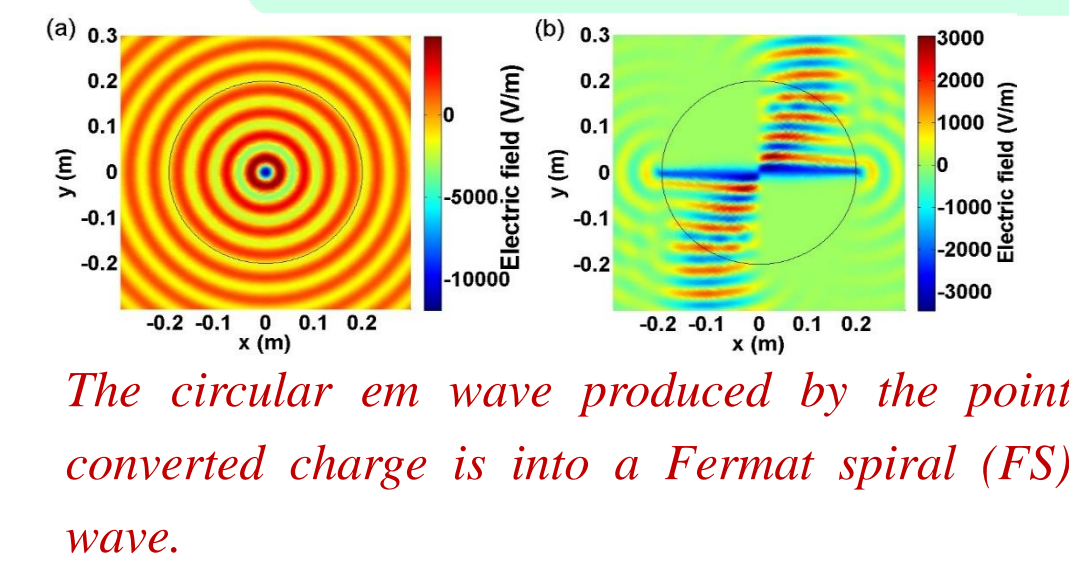 (a)
0.3
0.2
0.1
0
-0.1
-0.2
y (m)
-0.2 -0.1 0 0.1 0.2
x (m)
0
-5000
-10000
Electric field (V/m)
(b)
0.3
0.2
0.1
0
-0.1
-0.2
y (m)
-0.2 -0.1 0 0.1 0.2
x (m)
3000
2000
1000
0
-1000
-2000
-3000
Electric field (V/m)
The circular em wave produced by the point
converted charge is into a Fermat spiral (FS)
wave.